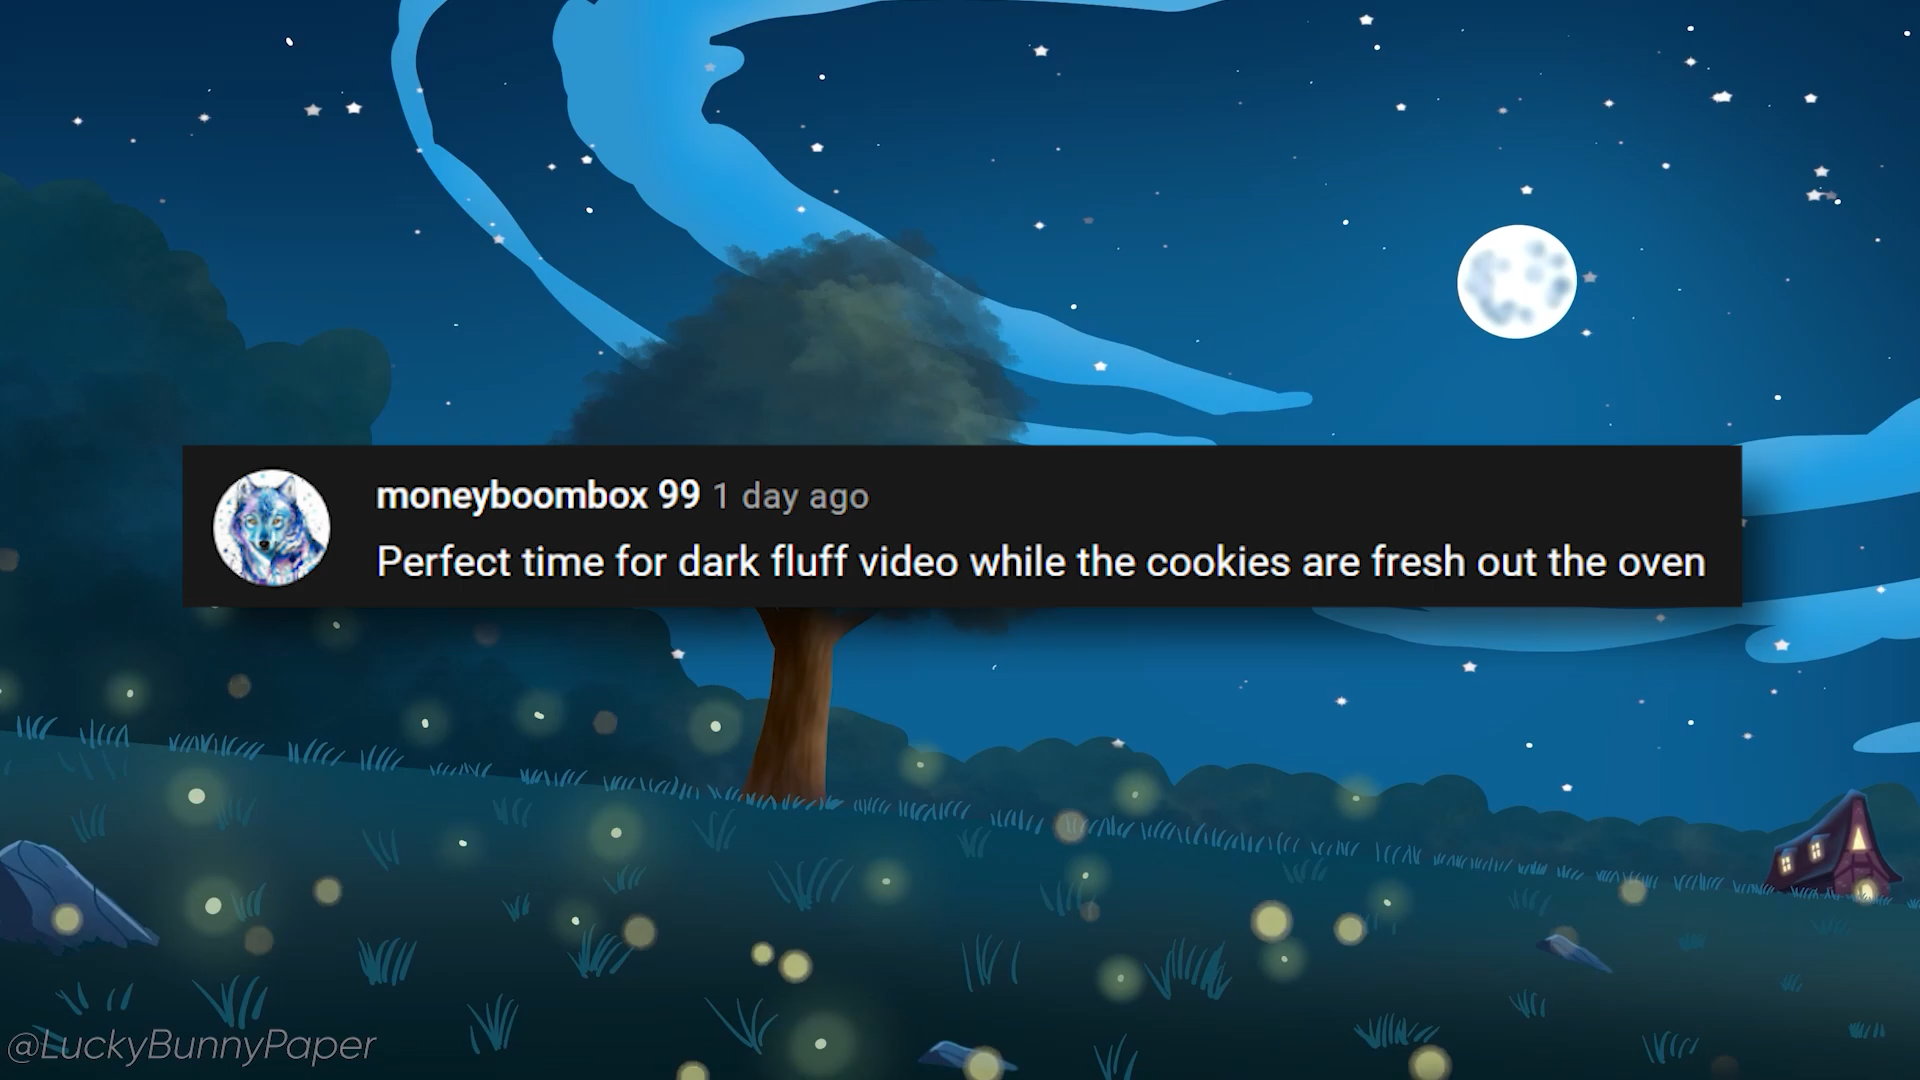 moneyboombox 99 1 day ago
Perfect time for dark fluff video while the cookies are fresh out the oven
@LuckyBunnyPaper